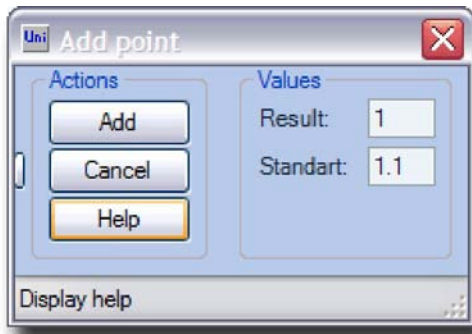 Uni Add point
Actions
Add
Cancel
Help
Values
Result: 1
Standart: 1.1
Display help